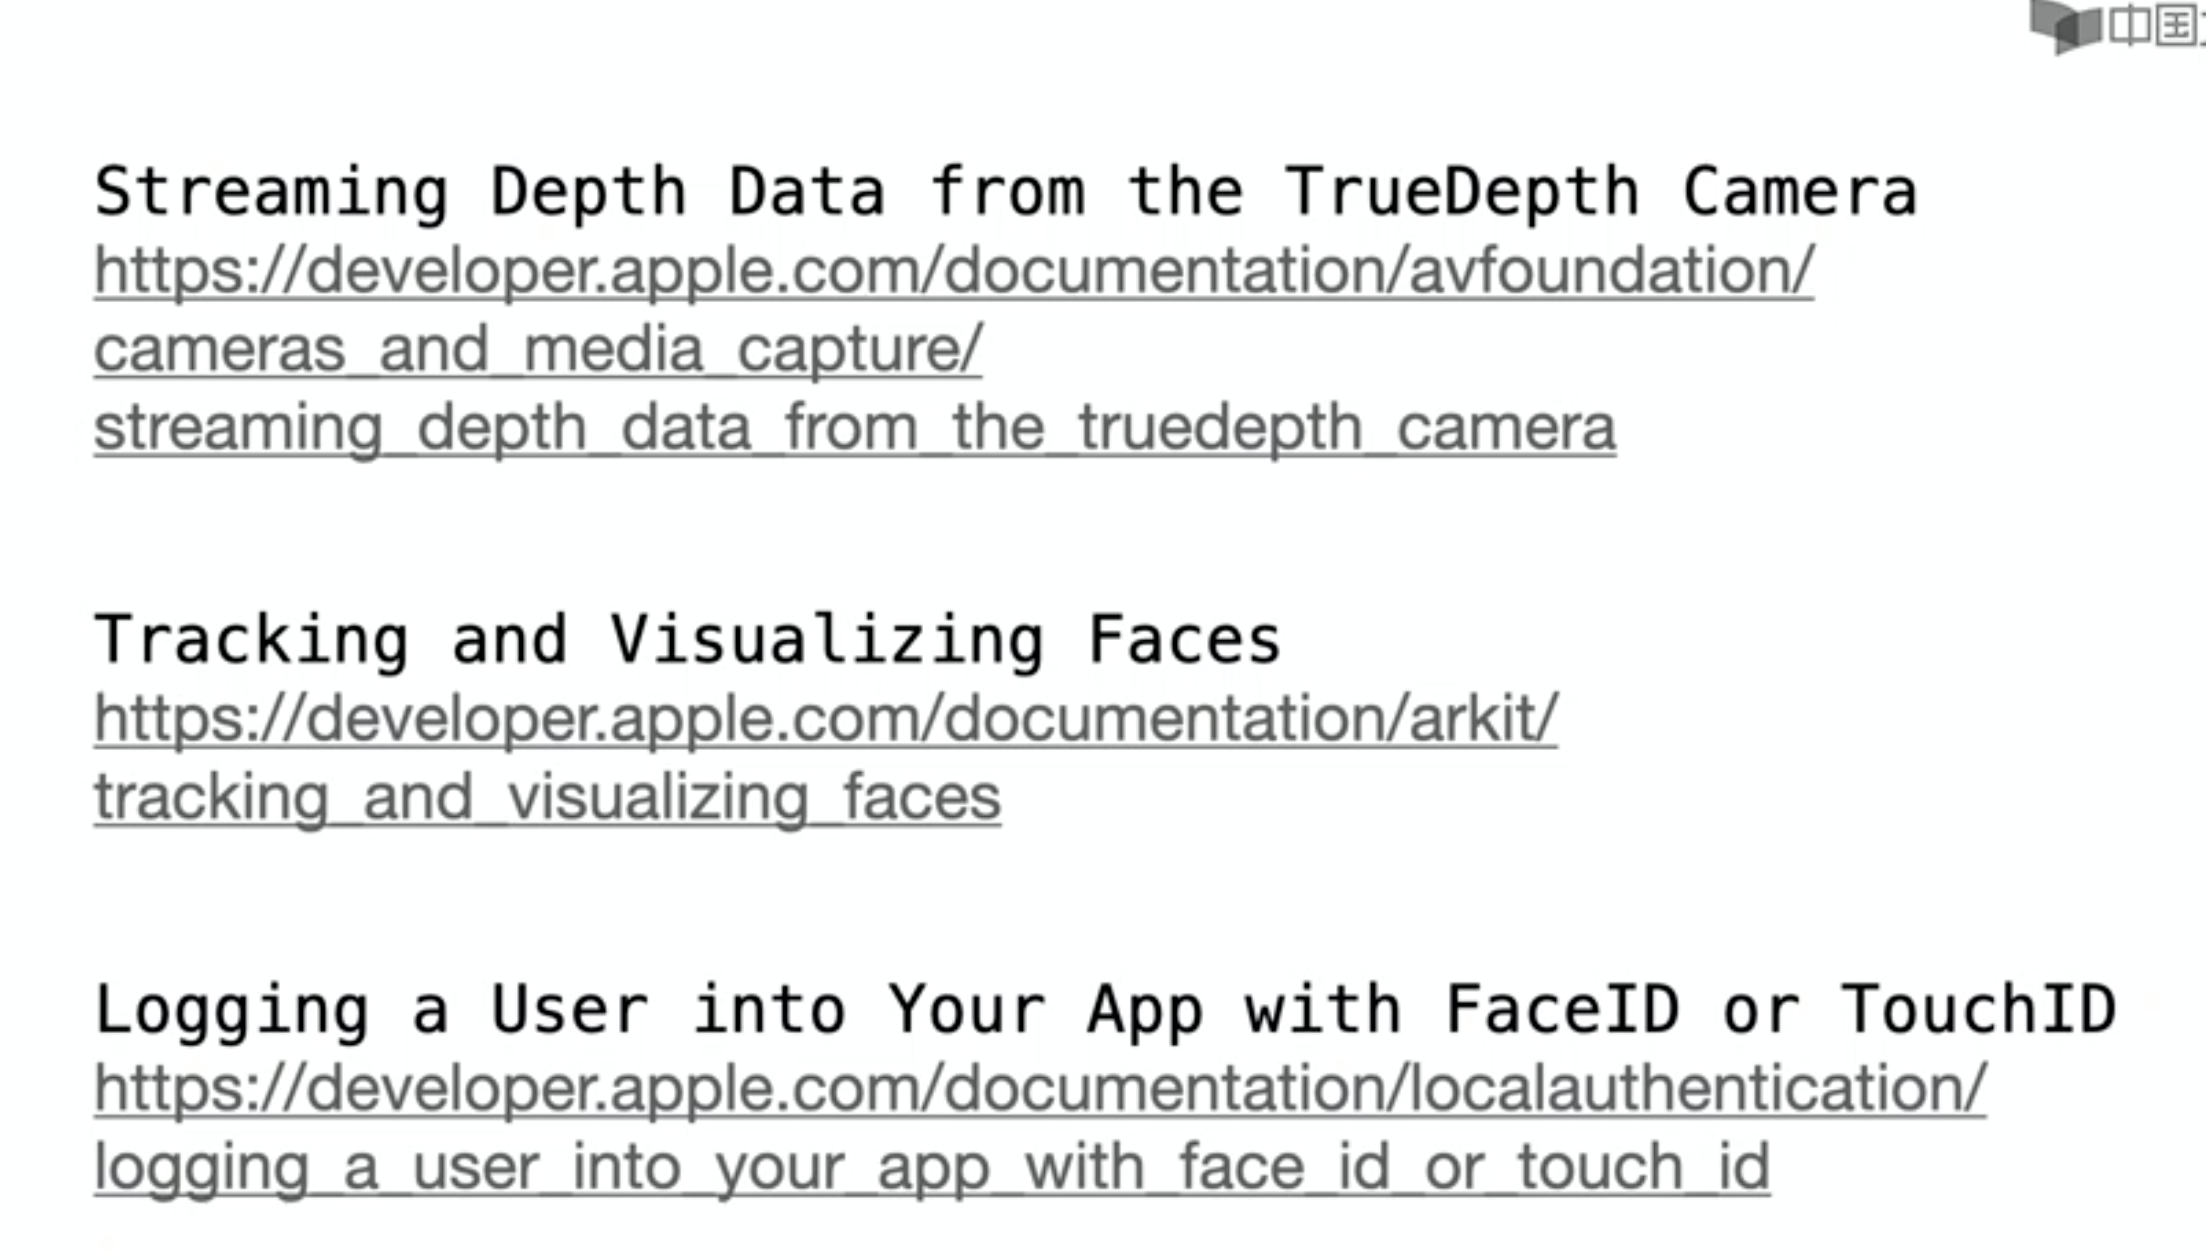 中国
Streaming Depth Data from the TrueDepth Camera
https://developer.apple.com/documentation/avfoundation/
cameras_and_media_capture/
streaming_depth_data_from_the_truedepth_camera
Tracking and Visualizing Faces
https://developer.apple.com/documentation/arkit/
tracking_and_visualizing_faces
Logging a User into Your App with FaceID or TouchID
https://developer.apple.com/documentation/localauthentication/
logging_a_user_into_your_app_with_face_id_or_touch_id